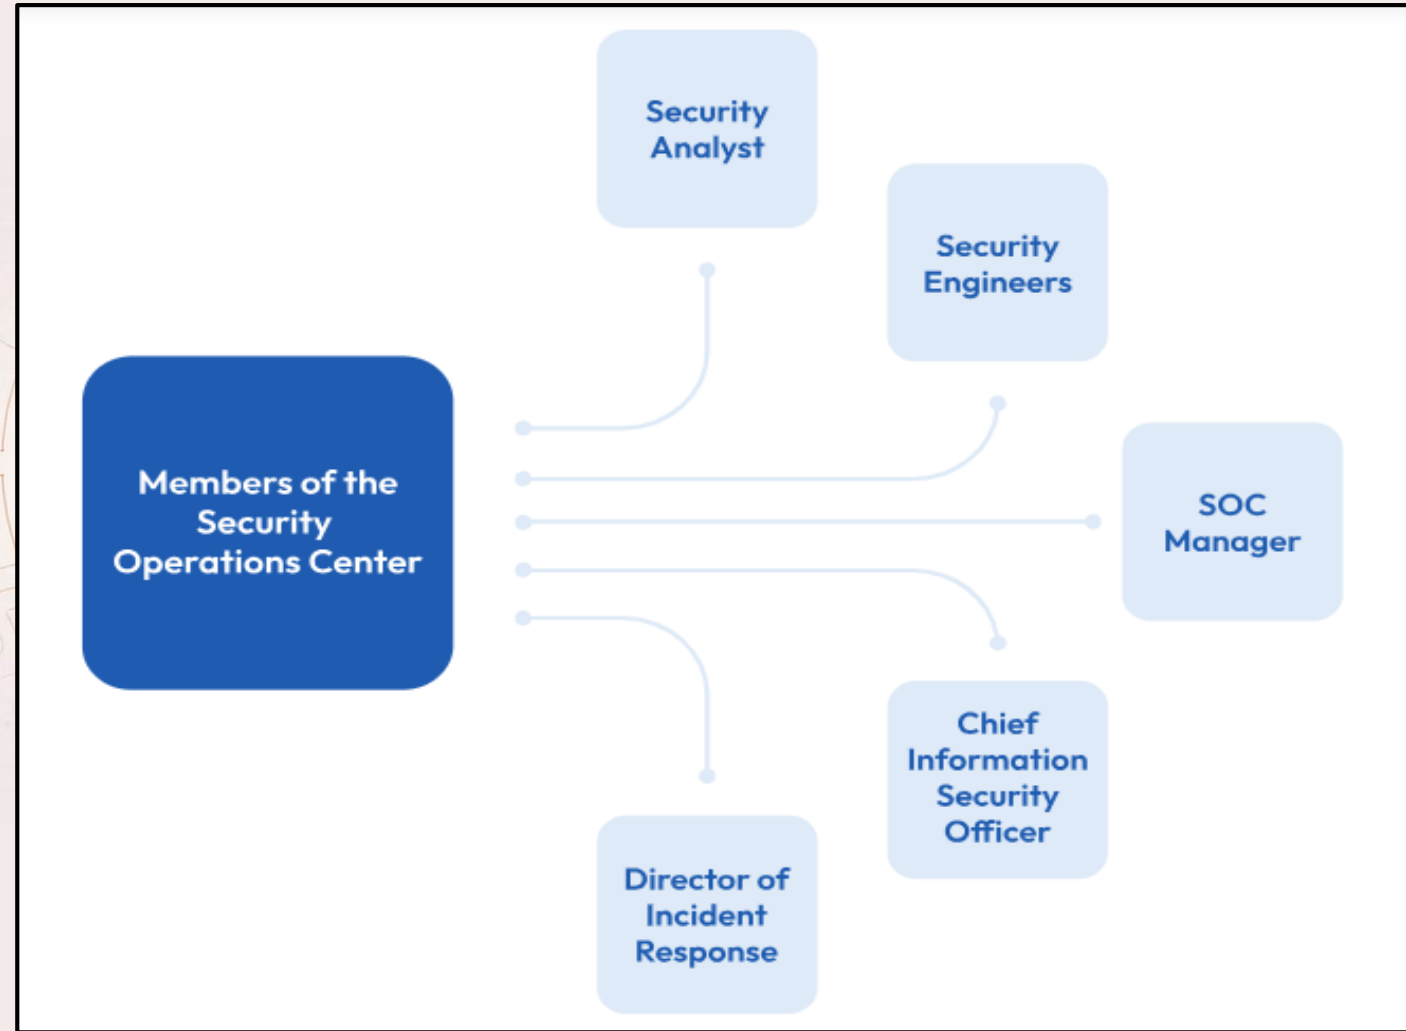 Security
Analyst
Security
Engineers
Members of the
Security
Operations Center
SOC
Manager
Chief
Information
Security
Officer
Director of
Incident
Response